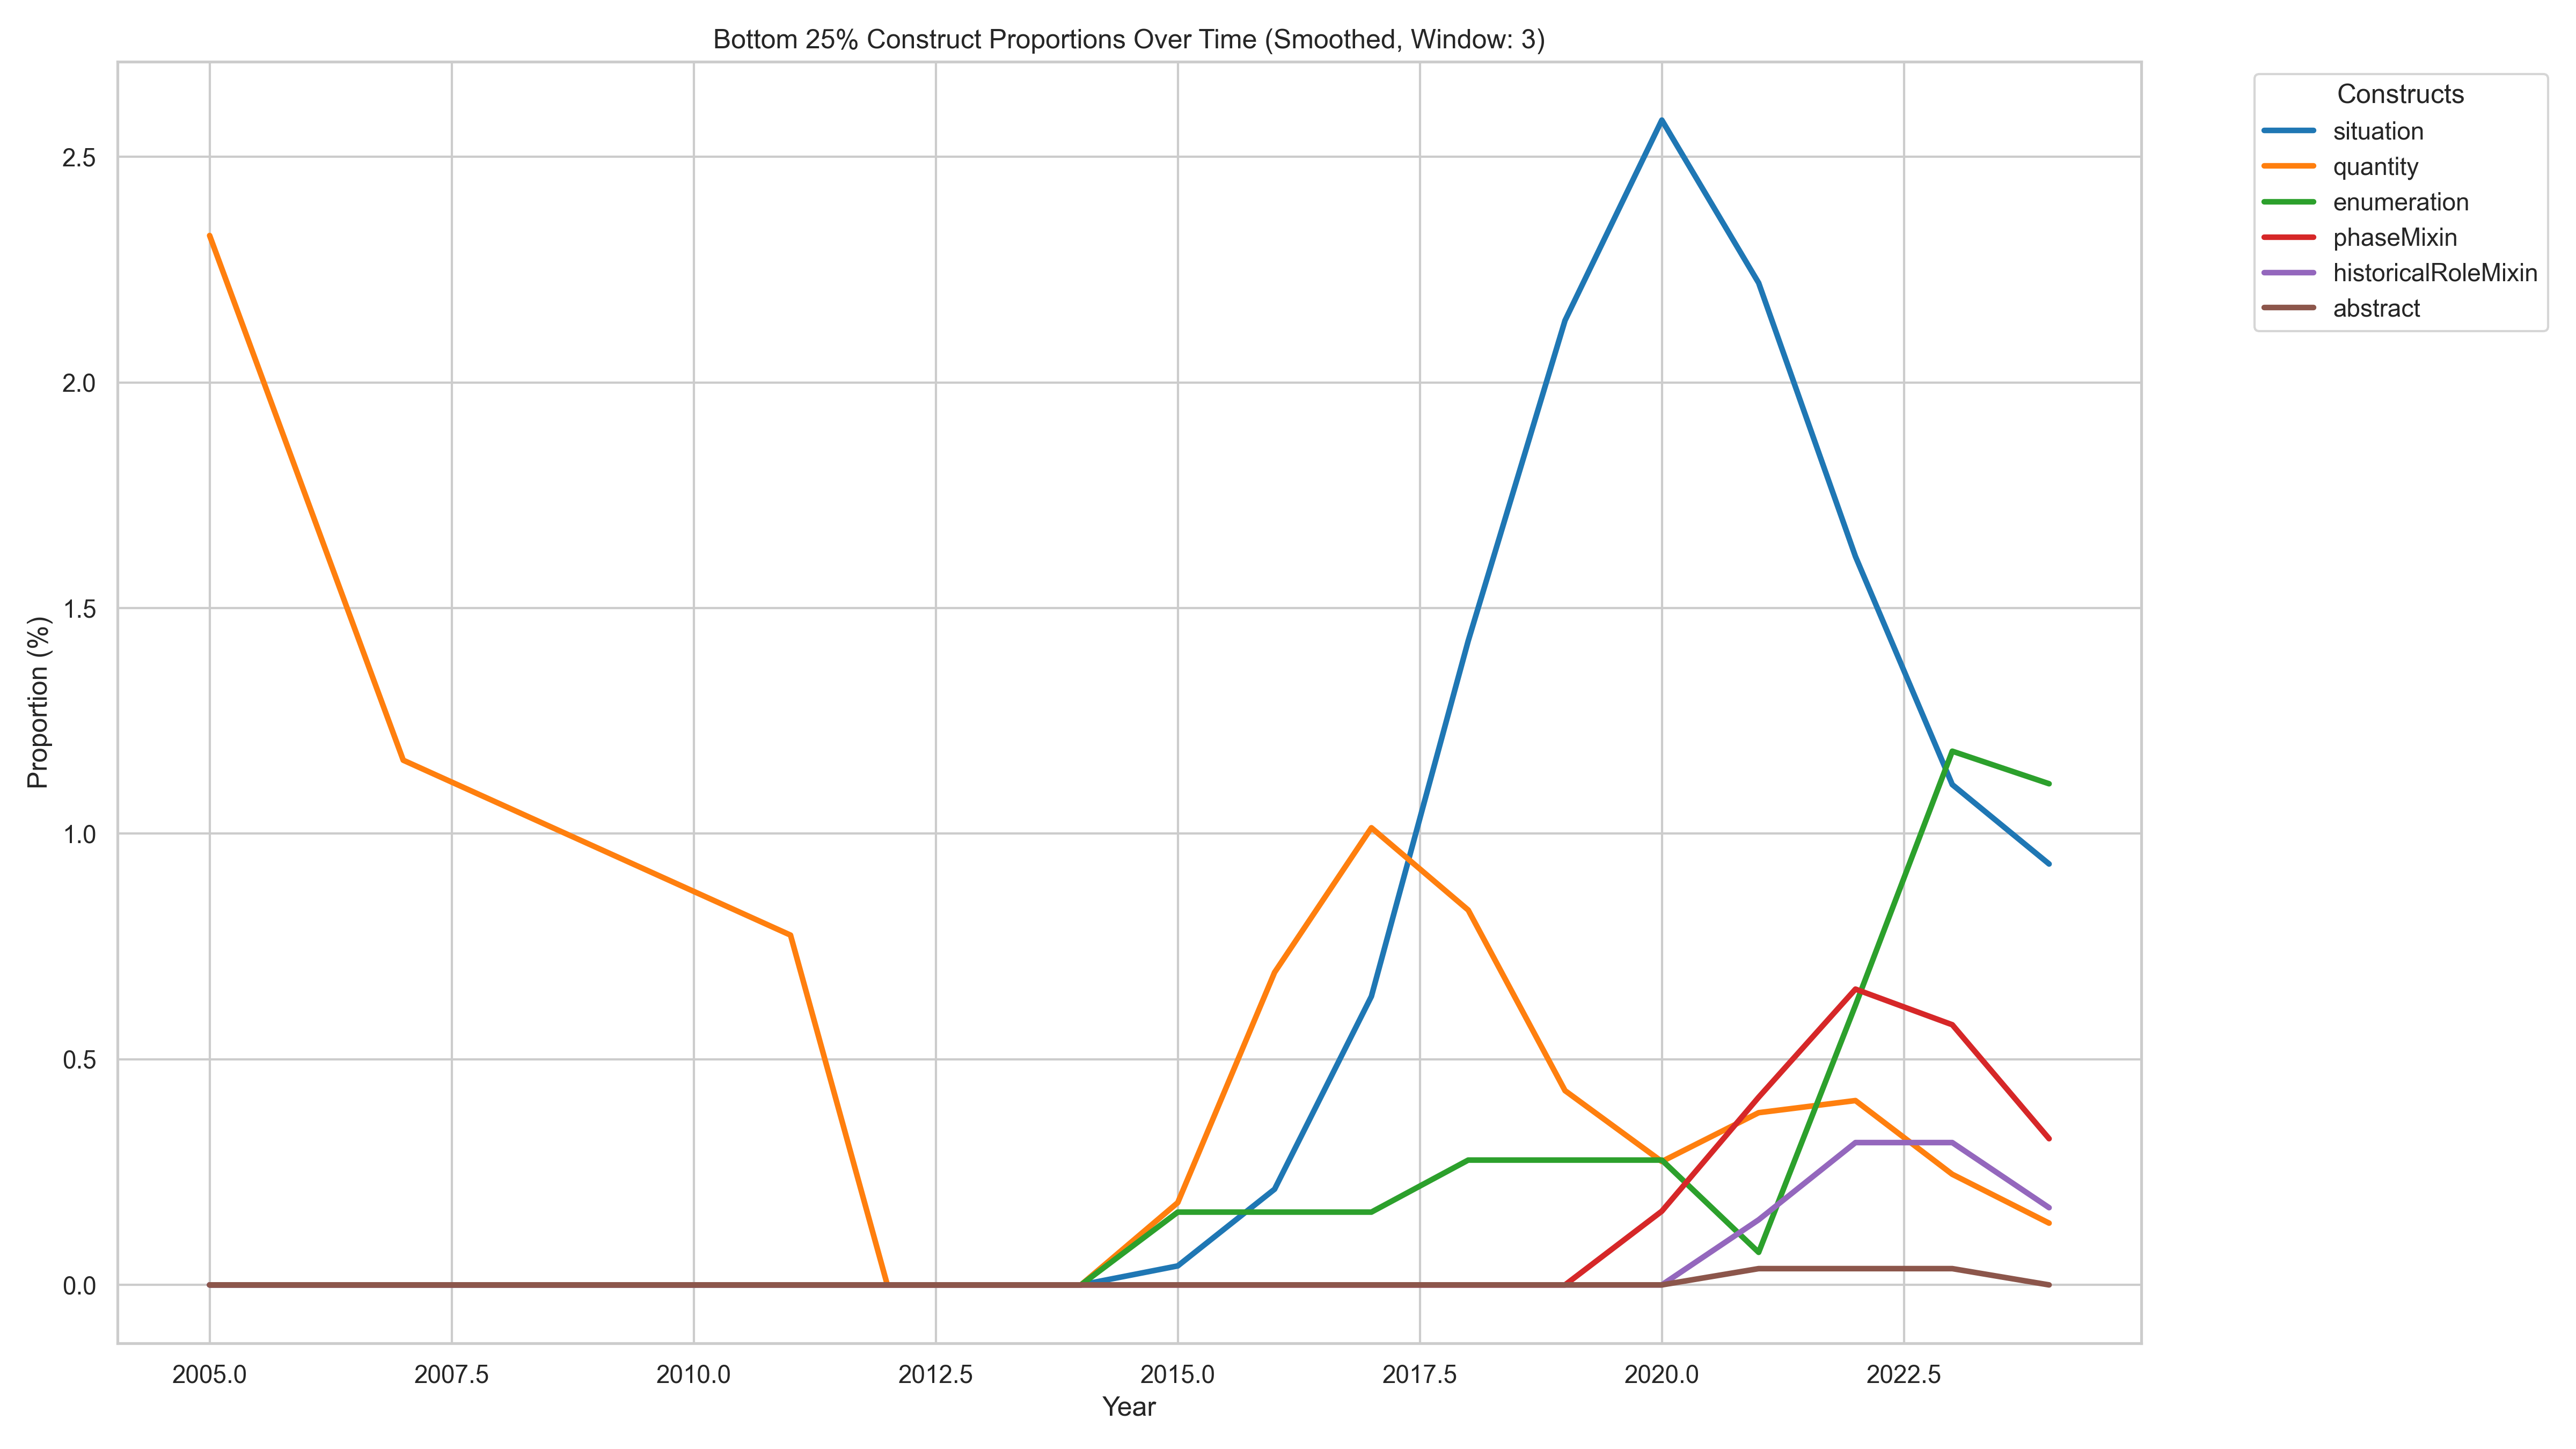 Bottom 25% Construct Proportions Over Time (Smoothed, Window: 3)
Constructs
situation
quantity
enumeration
phaseMixin
historicalRoleMixin
abstract
Proportion (%)
2.5
2.0
1.5
1.0
0.5
0.0
2005.0 2007.5 2010.0 2012.5 2015.0 2017.5 2020.0 2022.5
Year